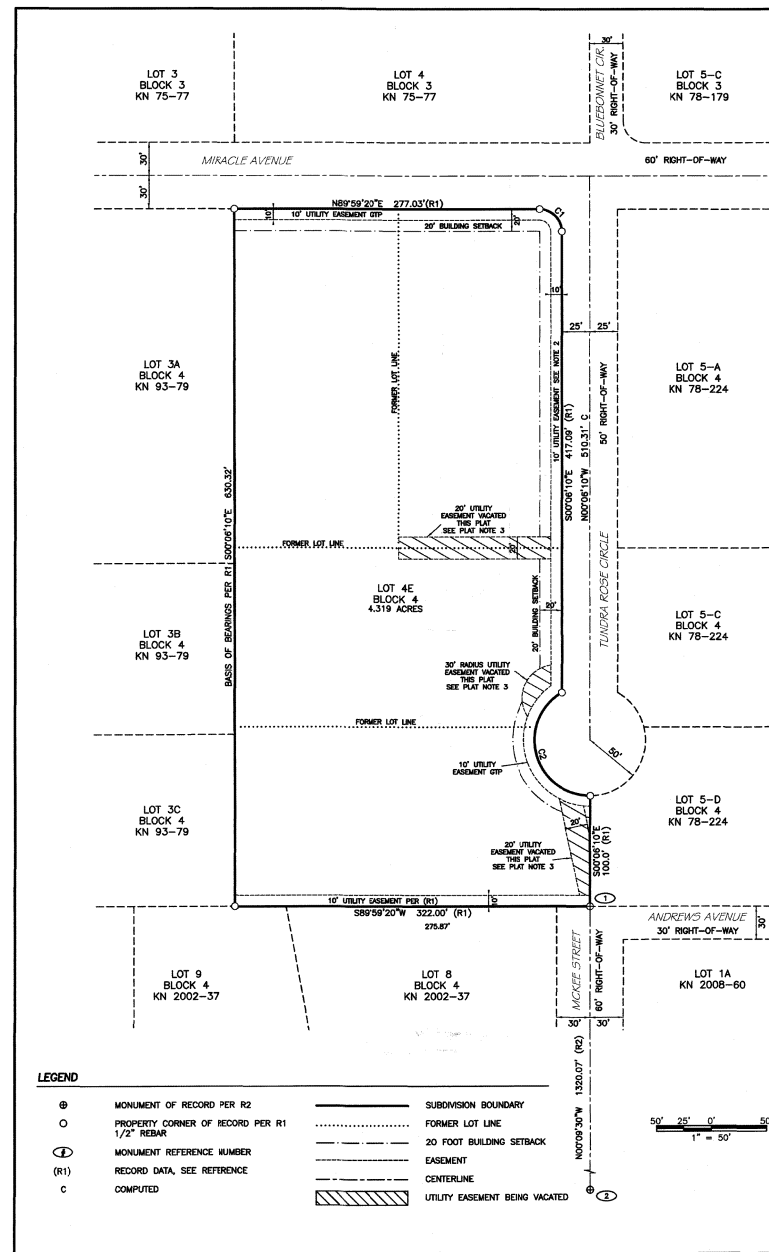 LOT 3
BLOCK 3
KN 75-77
LOT 4
BLOCK 3
KN 75-77
30'
BLUEBONNET CIR.
30' RIGHT-OF-WAY
LOT 5-C
BLOCK 3
KN 78-179
30'
MIRACLE AVENUE
60' RIGHT-OF-WAY
30'
N89°59'20"E 277.03'(R1)
C1
10'
10' UTILITY EASEMENT GTP
20'
20' BUILDING SETBACK
10'
25'
25'
LOT 3A
BLOCK 4
KN 93-79
FORMER LOT LINE
10' UTILITY EASEMENT SEE NOTE 2
S00°06'10"E 417.09' (R1)
N00°06'10"W 510.31' C
50' RIGHT-OF-WAY
TUNDRA ROSE CIRCLE
LOT 5-A
BLOCK 4
KN 78-224
BASIS OF BEARINGS PER R1 S00°06'10"E 630.32'
20' UTILITY
EASEMENT VACATED
THIS PLAT
SEE PLAT NOTE 3
FORMER LOT LINE
20'
LOT 4E
BLOCK 4
4.319 ACRES
20' BUILDING SETBACK
20'
LOT 3B
BLOCK 4
KN 93-79
LOT 5-C
BLOCK 4
KN 78-224
30' RADIUS UTILITY
EASEMENT VACATED
THIS PLAT
SEE PLAT NOTE 3
FORMER LOT LINE
C2
50'
10' UTILITY
EASEMENT GTP
LOT 3C
BLOCK 4
KN 93-79
LOT 5-D
BLOCK 4
KN 78-224
20'
20' UTILITY
EASEMENT VACATED
THIS PLAT
SEE PLAT NOTE 3
S00°06'10"E
100.0' (R1)
10' UTILITY EASEMENT PER (R1)
10'
1
S89°59'20"W 322.00' (R1)
275.87'
ANDREWS AVENUE
30' RIGHT-OF-WAY
30'
LOT 9
BLOCK 4
KN 2002-37
LOT 8
BLOCK 4
KN 2002-37
MCKEE STREET
60' RIGHT-OF-WAY
LOT 1A
KN 2008-60
30'
30'
N00°09'30"W 1320.07' (R2)
2
LEGEND
MONUMENT OF RECORD PER R2
PROPERTY CORNER OF RECORD PER R1
1/2" REBAR
MONUMENT REFERENCE NUMBER
(R1) RECORD DATA, SEE REFERENCE
C COMPUTED
SUBDIVISION BOUNDARY
FORMER LOT LINE
20 FOOT BUILDING SETBACK
EASEMENT
CENTERLINE
UTILITY EASEMENT BEING VACATED
50' 25' 0' 50
1" = 50'